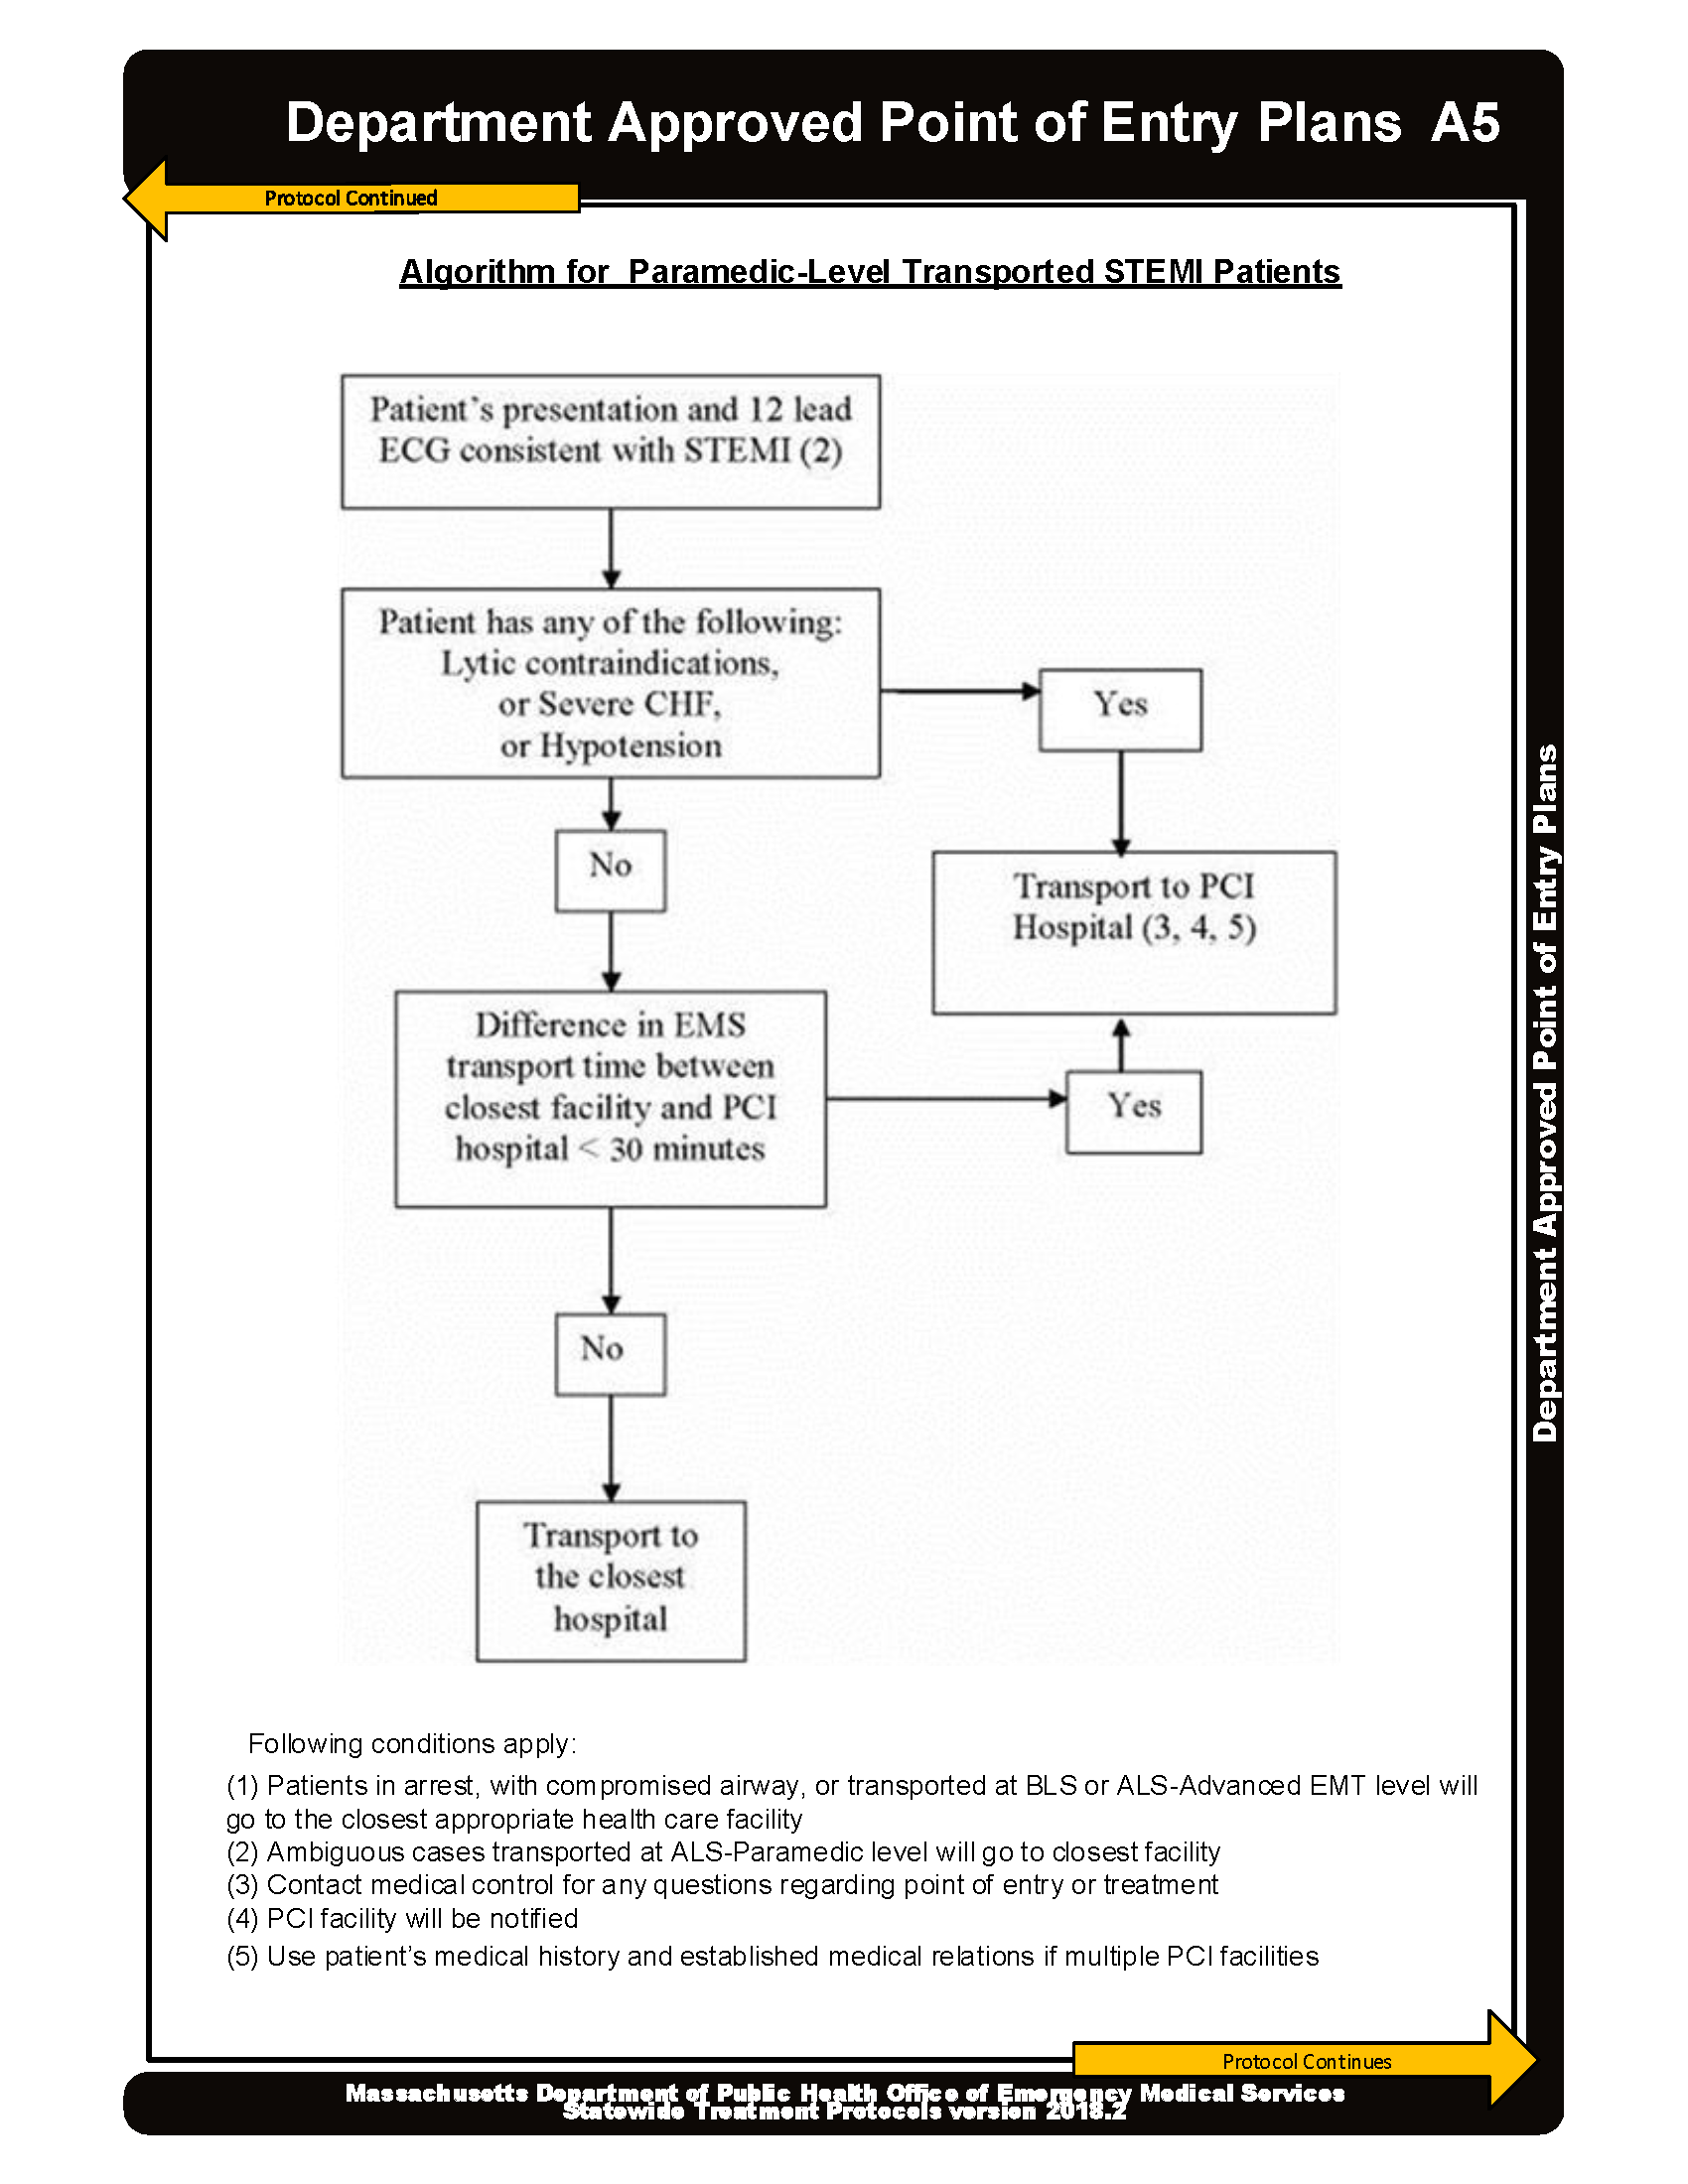 Department Approved Point of Entry Plans A5
Protocol Continued
Algorithm for Paramedic-Level Transported STEMI Patients
Patient's presentation and 12 lead
ECG consistent with STEMI (2)
Patient has any of the following:
Lytic contraindications,
or Severe CHF,
or Hypotension
Yes
No
Transport to PCI
Hospital (3, 4, 5)
Difference in EMS
transport time between
closest facility and PCI
hospital < 30 minutes
Yes
No
Transport to
the closest
hospital
Department Approved Point of Entry Plans
Following conditions apply:
(1) Patients in arrest, with compromised airway, or transported at BLS or ALS-Advanced EMT level will
go to the closest appropriate health care facility
(2) Ambiguous cases transported at ALS-Paramedic level will go to closest facility
(3) Contact medical control for any questions regarding point of entry or treatment
(4) PCI facility will be notified
(5) Use patient's medical history and established medical relations if multiple PCI facilities
Protocol Continues
Massachusetts Department of Public Health Office of Emergency Medical Services
Statewide Treatment Protocols version 2018.2